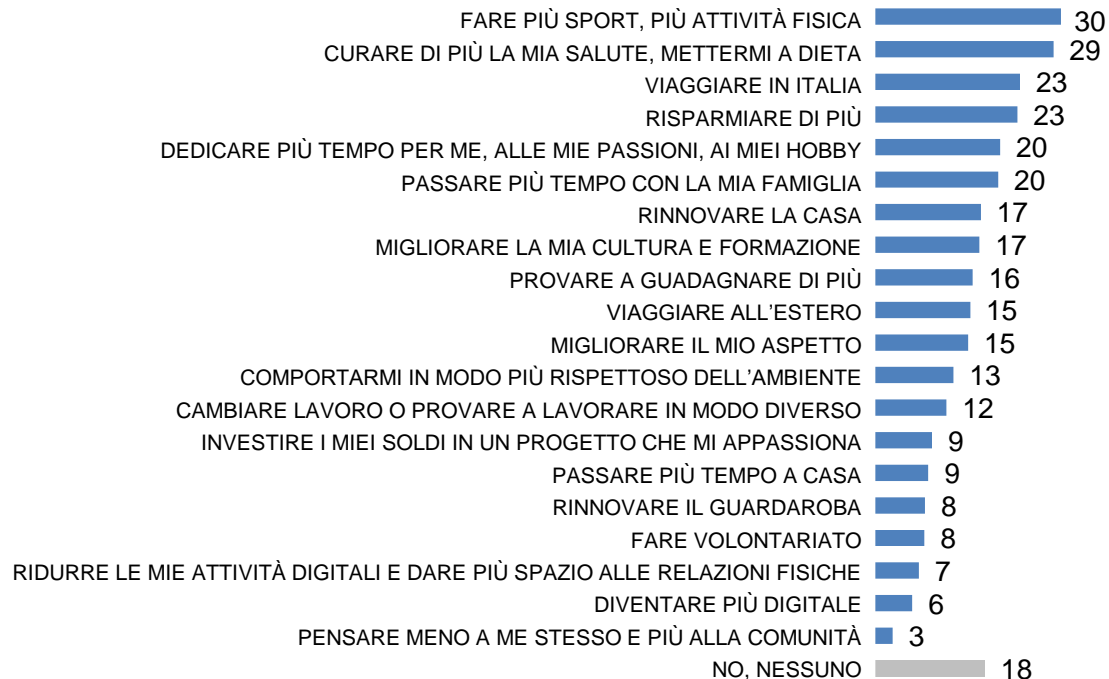 FARE PIÙ SPORT, PIÙ ATTIVITÀ FISICA 30
CURARE DI PIÙ LA MIA SALUTE, METTERMI A DIETA 29
VIAGGIARE IN ITALIA 23
RISPARMIARE DI PIÙ 23
DEDICARE PIÙ TEMPO PER ME, ALLE MIE PASSIONI, AI MIEI HOBBY 20
PASSARE PIÙ TEMPO CON LA MIA FAMIGLIA 20
RINNOVARE LA CASA 17
MIGLIORARE LA MIA CULTURA E FORMAZIONE 17
PROVARE A GUADAGNARE DI PIÙ 16
VIAGGIARE ALL’ESTERO 15
MIGLIORARE IL MIO ASPETTO 15
COMPORTARMI IN MODO PIÙ RISPETTOSO DELL’AMBIENTE 13
CAMBIARE LAVORO O PROVARE A LAVORARE IN MODO DIVERSO 12
INVESTIRE I MIEI SOLDI IN UN PROGETTO CHE MI APPASSIONA 9
PASSARE PIÙ TEMPO A CASA 9
RINNOVARE IL GUARDAROBA 8
FARE VOLONTARIATO 8
RIDURRE LE MIE ATTIVITÀ DIGITALI E DARE PIÙ SPAZIO ALLE RELAZIONI FISICHE 7
DIVENTARE PIÙ DIGITALE 6
PENSARE MENO A ME STESSO E PIÙ ALLA COMUNITÀ 3
NO, NESSUNO 18